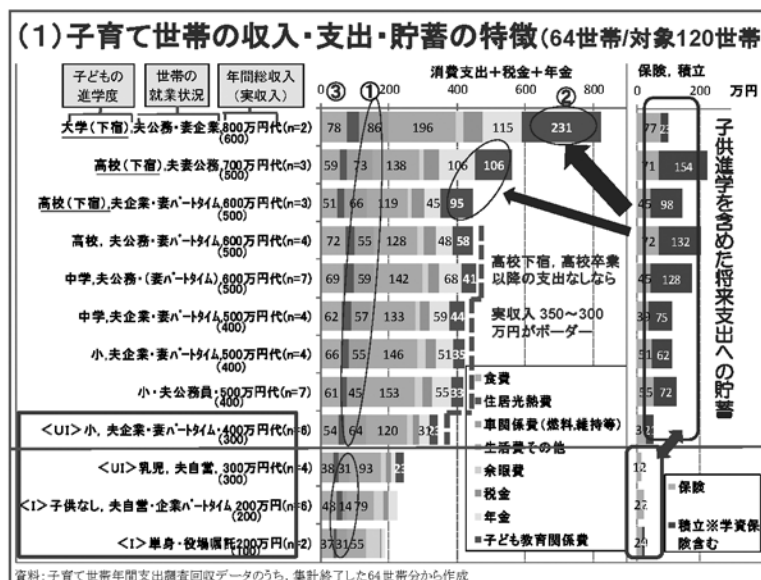 (1)子育て世帯の収入・支出・貯蓄の特徴(64世帯/対象120世帯
子どもの進学度
世帯の就業状況
年間総収入(実収入)
消費支出+税金+年金
保険、積立
万円
③ ① ②
0 200 400 600 800
0 200
大学(下宿),夫公務・妻企業,800万円代(n=2)
(600)
78 86 196 115 231
77 23
高校(下宿),夫妻公務,700万円代(n=3)
(500)
59 73 138 106 106
71 154
高校(下宿),夫企業・妻パートタイム,600万円代(n=3)
(500)
51 66 119 45 95
45 98
高校,夫公務・妻パートタイム,600万円代(n=4)
(500)
72 55 128 48 58
72 132
中学,夫公務・(妻パートタイム),600万円代(n=7)
(500)
69 59 142 68 41
45 128
中学,夫企業・妻パートタイム,500万円代(n=4)
(400)
62 57 133 59 44
39 75
小,夫企業・妻パートタイム,500万円代(n=4)
(400)
66 55 146 51 35
51 62
小・夫公務員・500万円代(n=7)
(400)
61 45 153 55 33
55 72
<UI>小,夫企業・妻パートタイム・400万円代(n=6)
(300)
54 64 120 31 23
<UI>乳児,夫自営,300万円代(n=4)
(300)
38 31 93 23
12
<I>子供なし,夫自営・企業パートタイム200万円代(n=6)
(200)
48 14 79
22
<I>単身・役場嘱託200万円代(n=2)
(100)
37 31 55
29
高校下宿,高校卒業
以降の支出なしなら
実収入 350~300
万円がボーダー
子供進学を含めた将来支出への貯蓄
食費
住居光熱費
車関係費(燃料,維持等)
生活費その他
余暇費
税金
年金
子ども教育関係費
保険
積立※学資保険含む
資料:子育て世帯年間支出調査回収データのうち、集計終了した64世帯分から作成